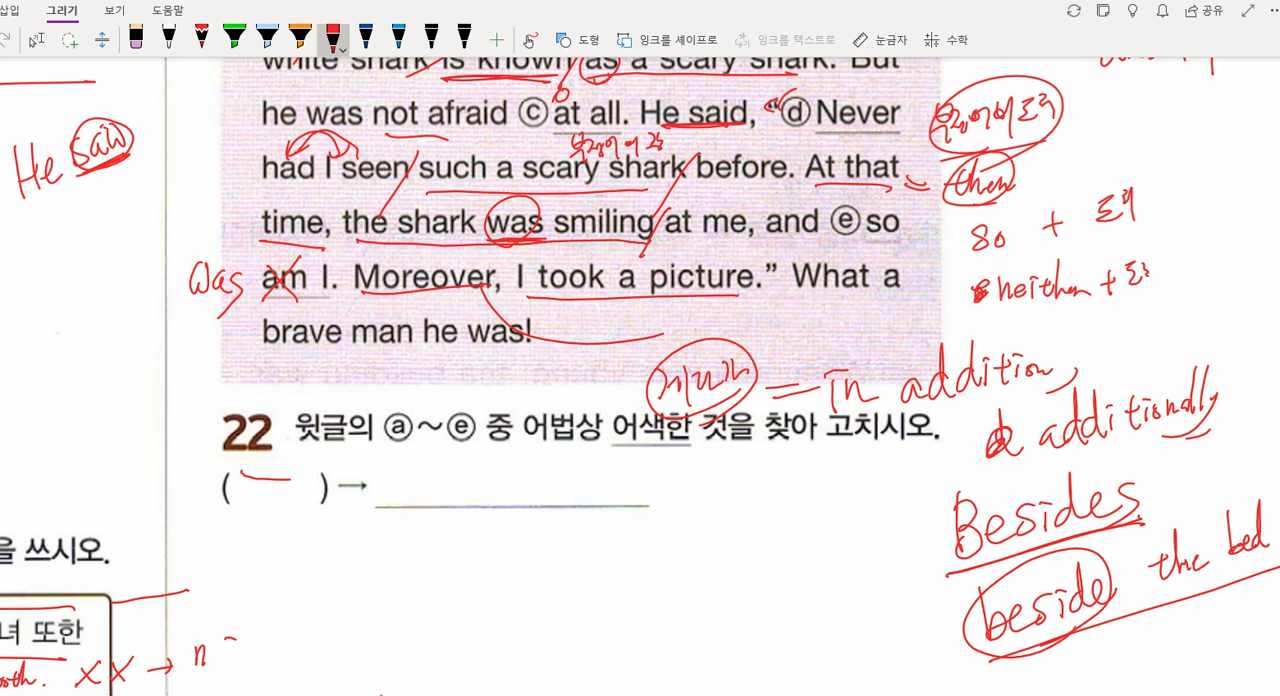 삽입 그리기 보기 도움말 공유
도형 잉크를 셰이프로 잉크를 텍스트로 눈금자 수학
white shark is known as a scary shark. But
he was not afraid ⓒ at all. He said, “ⓓ Never
had I seen such a scary shark before. At that
time, the shark was smiling at me, and ⓔ so
am I. Moreover, I took a picture.” What a
brave man he was!
He said
was
then
so + 도치
neither + 도치
게다가 = in addition,
additionally
Besides
beside the bed
22 윗글의 ⓐ~ⓔ 중 어법상 어색한 것을 찾아 고치시오.
( ) →
을 쓰시오.
녀 또한
XX → n